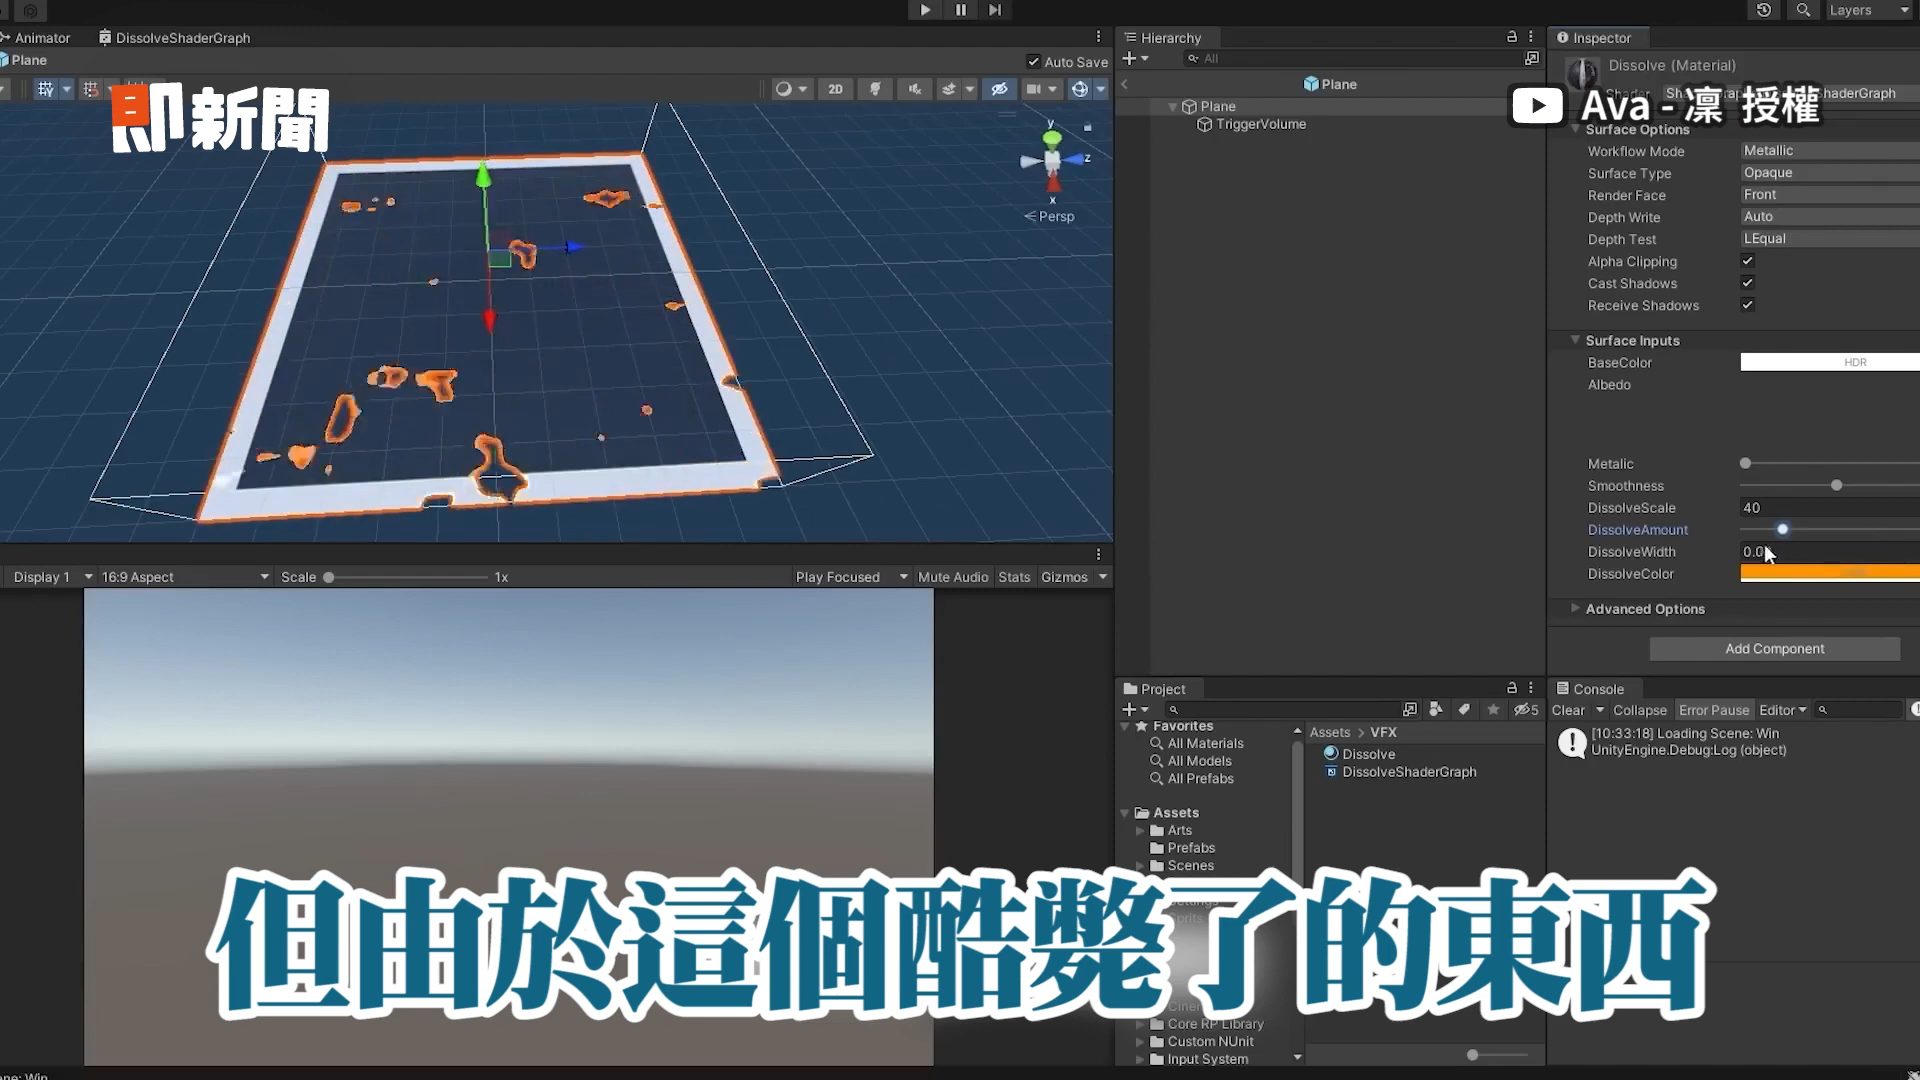 Layers
Animator
DissolveShaderGraph
Hierarchy
Inspector
Plane
Auto Save
All
Dissolve (Material)
2D
Plane
Shader
ShaderGraph
即新聞
Ava - 凜 授權
Plane
TriggerVolume
y
z
x
Persp
Surface Options
Workflow Mode
Metallic
Surface Type
Opaque
Render Face
Front
Depth Write
Auto
Depth Test
LEqual
Alpha Clipping
Cast Shadows
Receive Shadows
Surface Inputs
BaseColor
HDR
Albedo
Metalic
Smoothness
DissolveScale
40
DissolveAmount
DissolveWidth
DissolveColor
Advanced Options
Add Component
Display 1
16:9 Aspect
Scale
1x
Play Focused
Mute Audio
Stats
Gizmos
Project
Console
5
Clear
Collapse
Error Pause
Editor
Favorites
All Materials
All Models
All Prefabs
Assets > VFX
Dissolve
DissolveShaderGraph
[10:33:18] Loading Scene: Win
UnityEngine.Debug:Log (object)
Assets
Arts
Prefabs
Scenes
但由於這個酷斃了的東西
Core RP Library
Custom NUnit
Input System